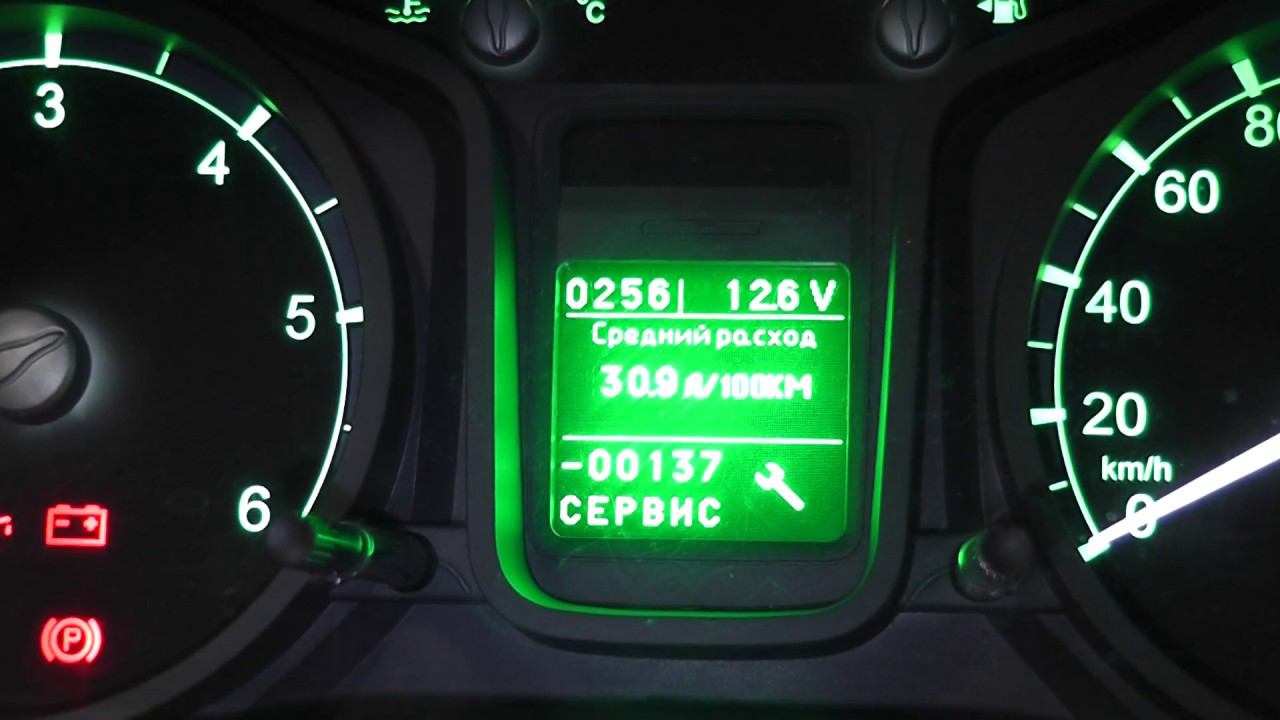 °C
3
4
5
6
P
0256| 12.6 V
Средний расход
30.9 л/100КМ
-00137
СЕРВИС
80
60
40
20
km/h
0